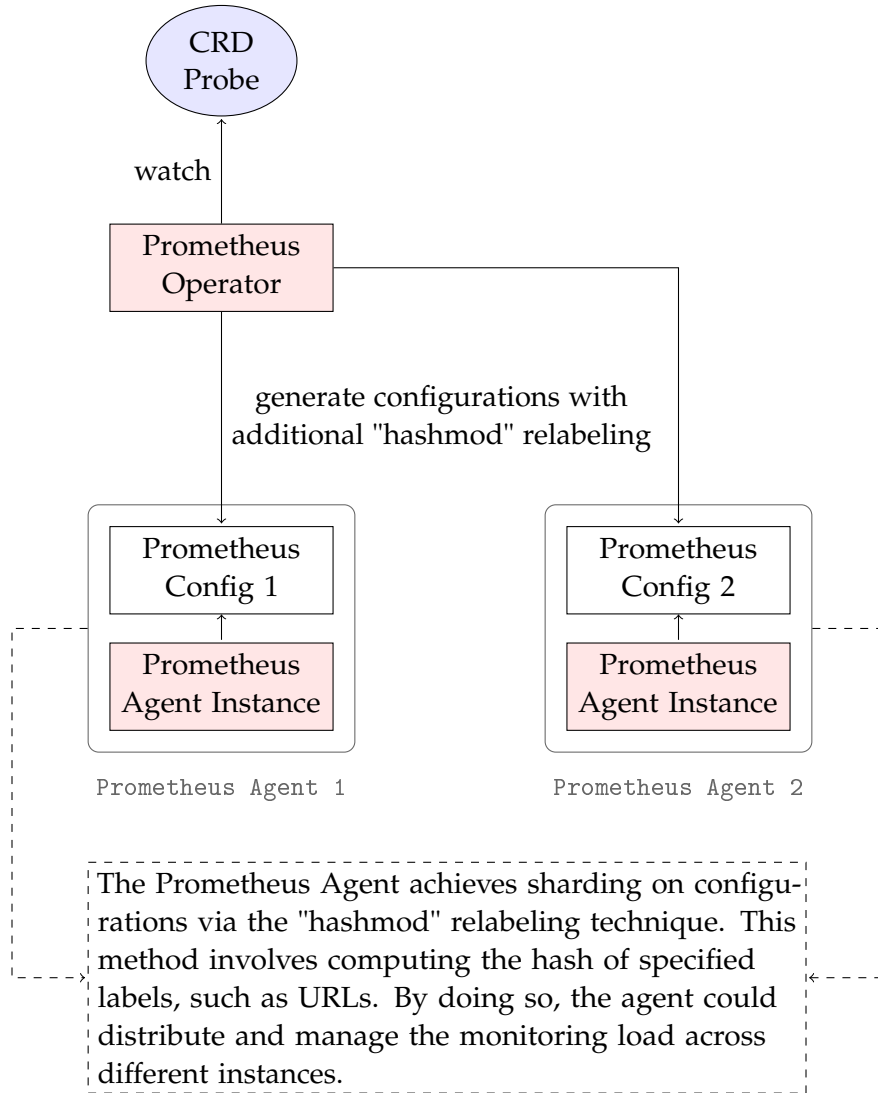 CRD
Probe
watch
Prometheus
Operator
generate configurations with
additional "hashmod" relabeling
Prometheus
Config 1
Prometheus
Agent Instance
Prometheus Agent 1
Prometheus
Config 2
Prometheus
Agent Instance
Prometheus Agent 2
The Prometheus Agent achieves sharding on configu-
rations via the "hashmod" relabeling technique. This
method involves computing the hash of specified
labels, such as URLs. By doing so, the agent could
distribute and manage the monitoring load across
different instances.